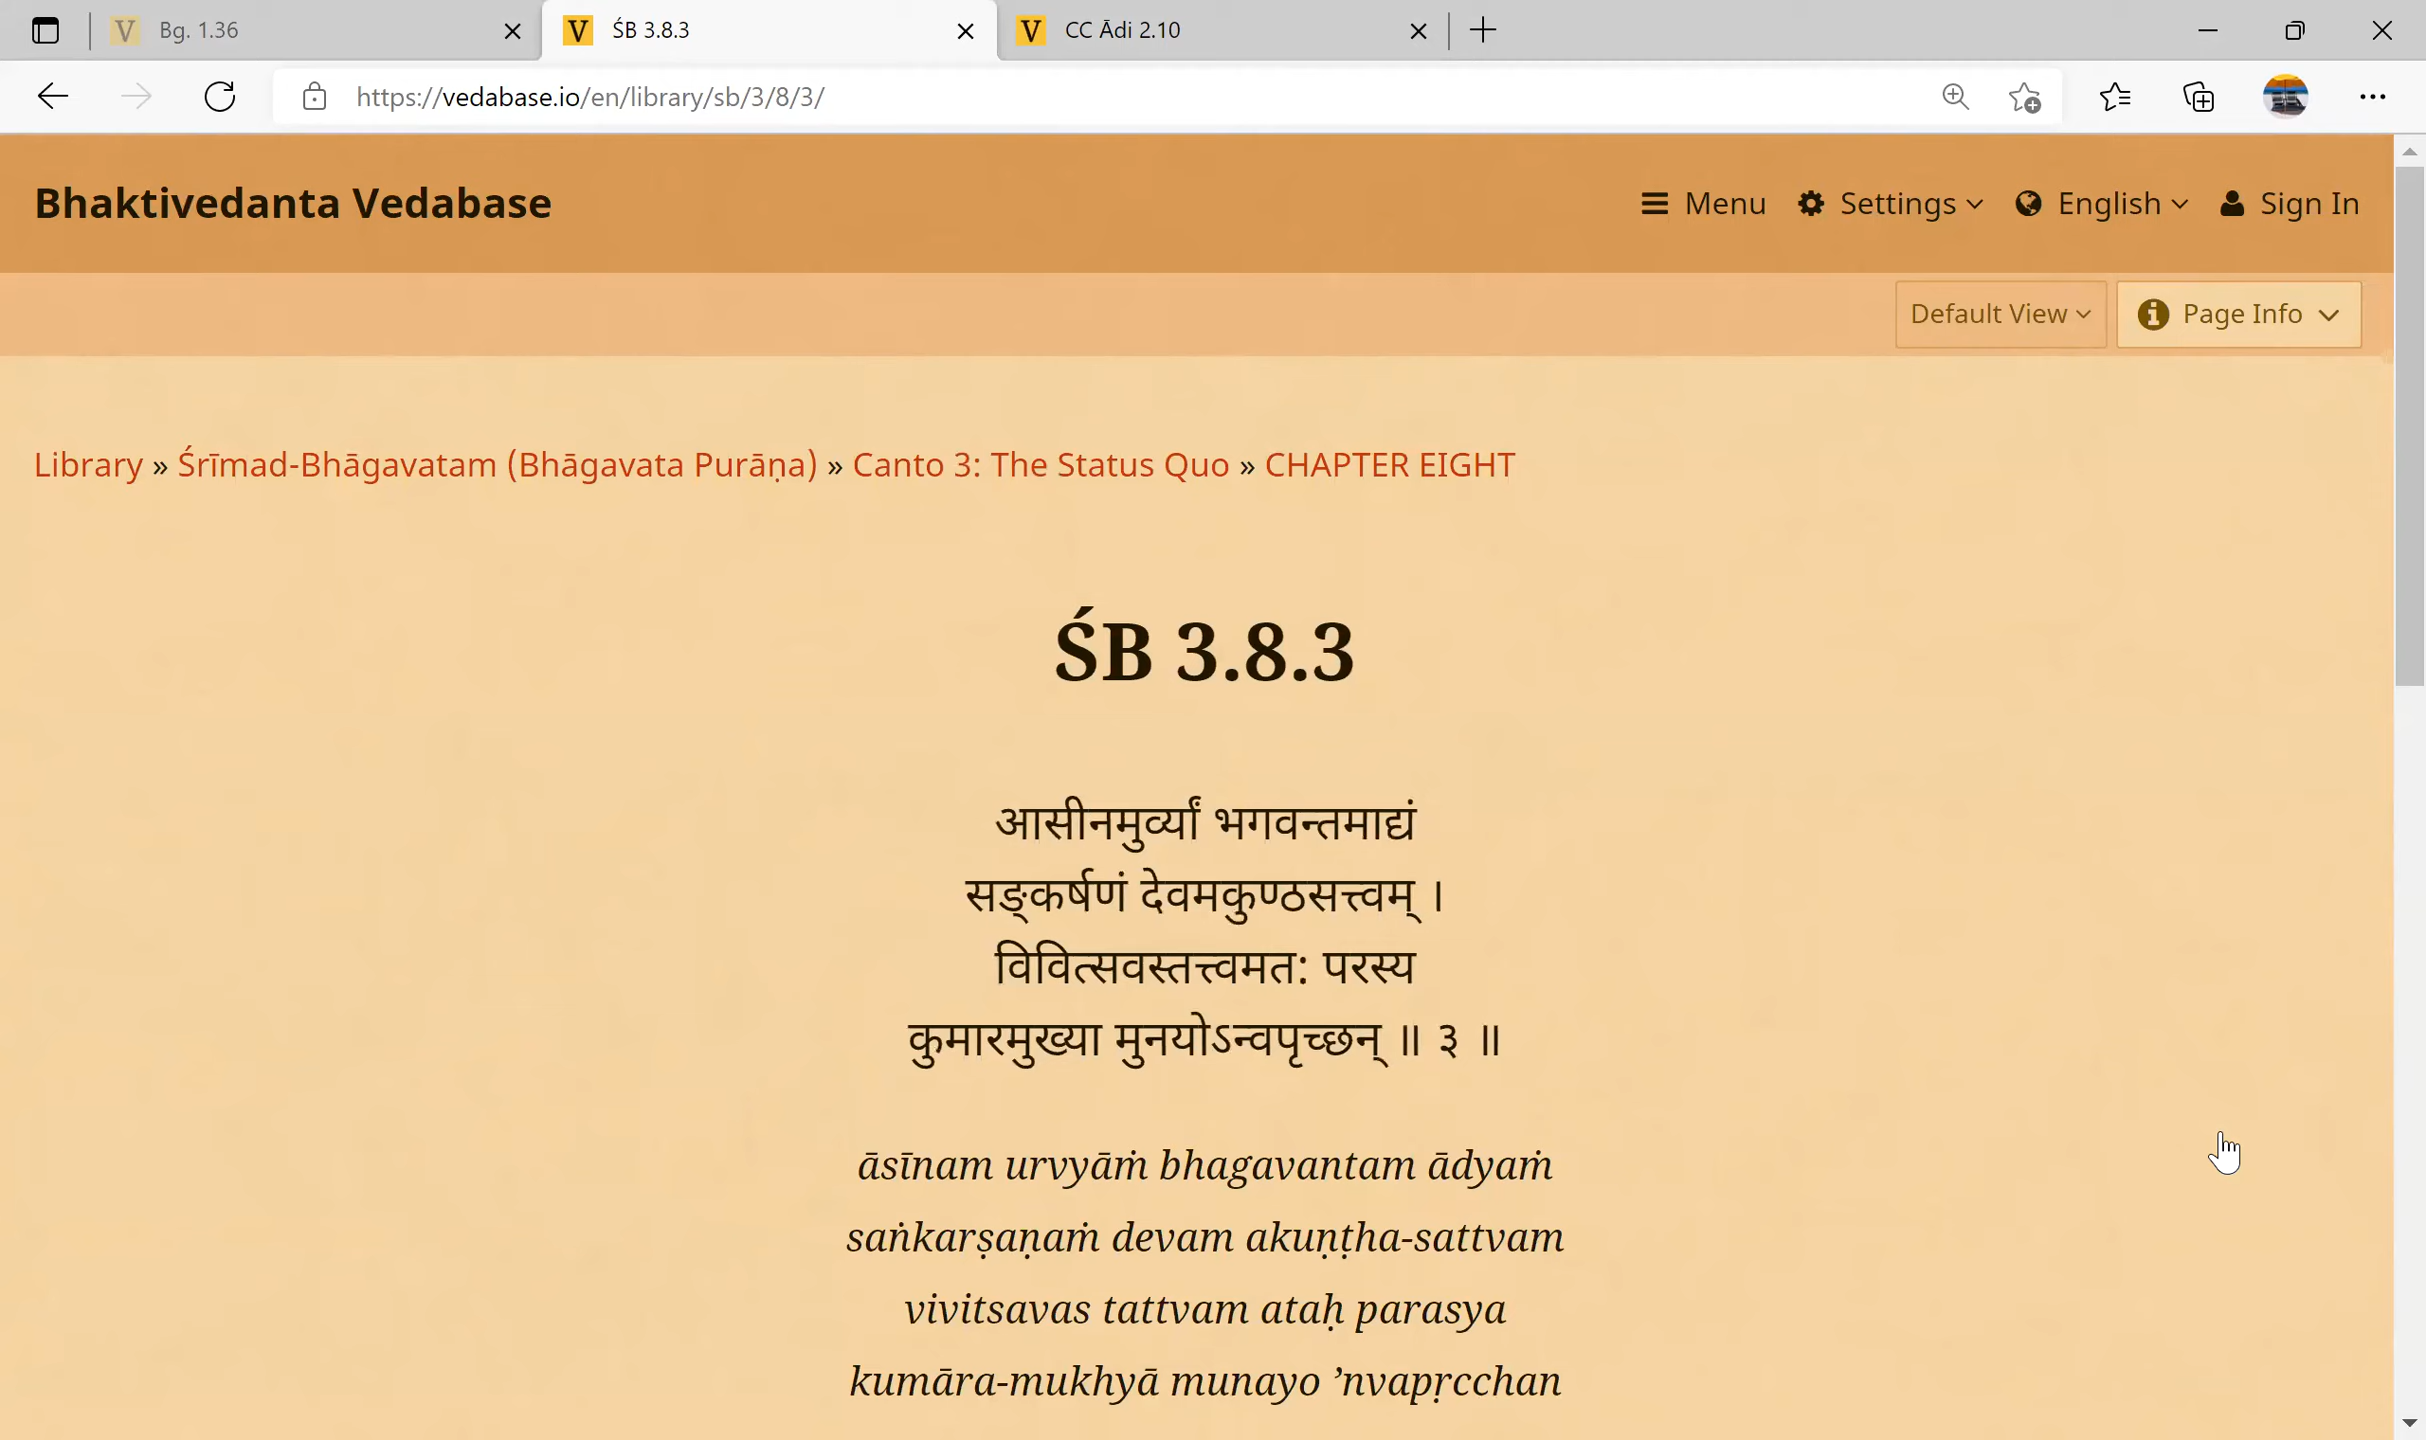 Bg. 1.36
ŚB 3.8.3
CC Ādi 2.10
https://vedabase.io/en/library/sb/3/8/3/
Bhaktivedanta Vedabase
Menu
Settings
English
Sign In
Default View
Page Info
Library » Śrīmad-Bhāgavatam (Bhāgavata Purāṇa) » Canto 3: The Status Quo » CHAPTER EIGHT
ŚB 3.8.3
आसीनमुर्व्यां भगवन्तमाद्यं
सङ्कर्षणं देवमकुण्ठसत्त्वम् ।
विवित्सवस्तत्त्वमत: परस्य
कुमारमुख्या मुनयोऽन्वपृच्छन् ॥ ३ ॥
āsīnam urvyāṁ bhagavantam ādyaṁ
saṅkarṣaṇaṁ devam akuṇṭha-sattvam
vivitsavas tattvam ataḥ parasya
kumāra-mukhyā munayo ’nvapṛcchan